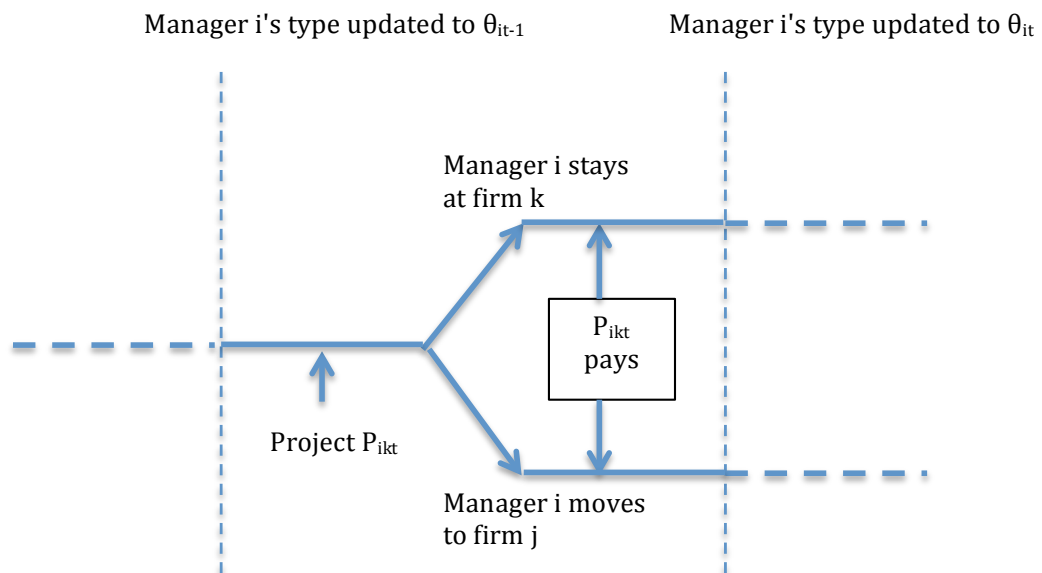 Manager i's type updated to θit-1
Manager i's type updated to θit
Manager i stays
at firm k
Pikt
pays
Project Pikt
Manager i moves
to firm j